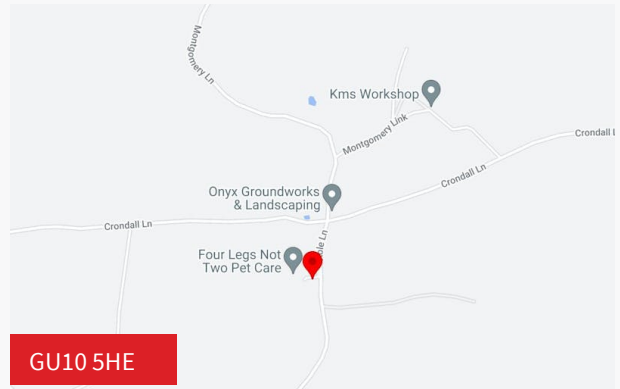 Montgomery Ln
Kms Workshop
Montgomery Link
Crondall L
Crondall Ln
Onyx Groundworks
& Landscaping
Crondall Ln
ole Ln
Four Legs Not
Two Pet Care
GU10 5HE